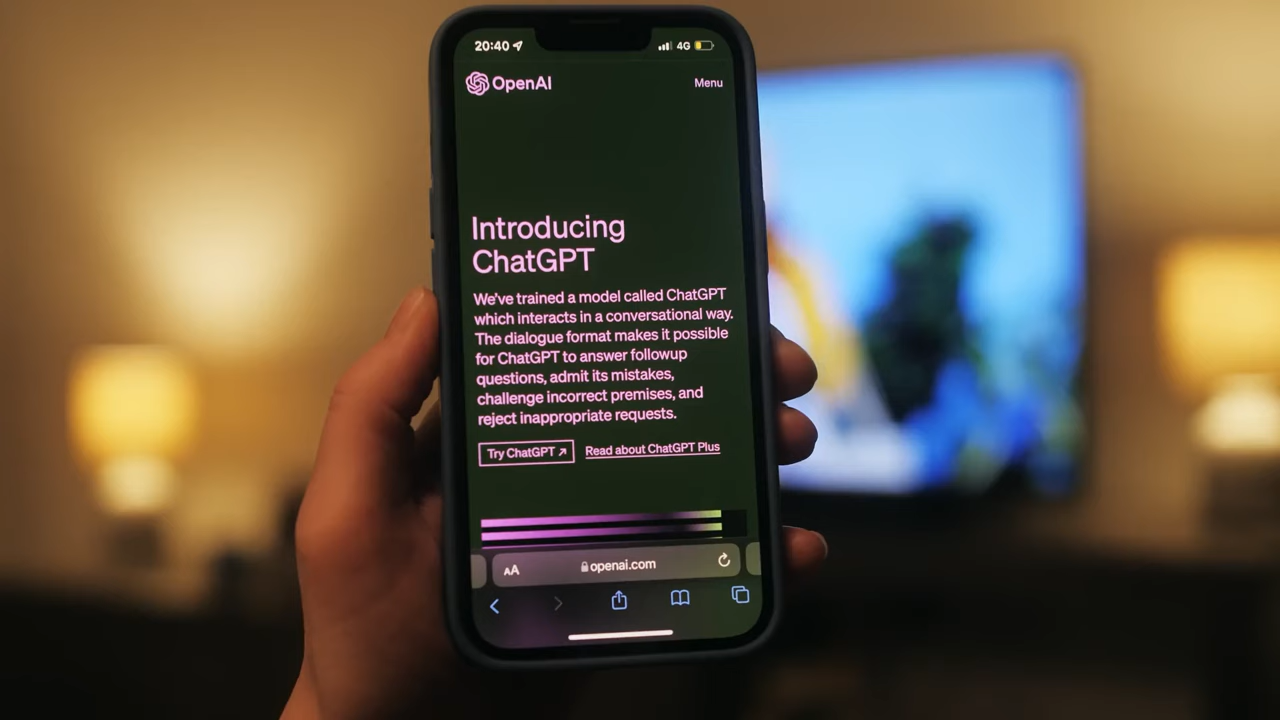 20:40
4G
OpenAI
Menu
Introducing
ChatGPT
We've trained a model called ChatGPT
which interacts in a conversational way.
The dialogue format makes it possible
for ChatGPT to answer followup
questions, admit its mistakes,
challenge incorrect premises, and
reject inappropriate requests.
Try ChatGPT ↗
Read about ChatGPT Plus
AA
openai.com